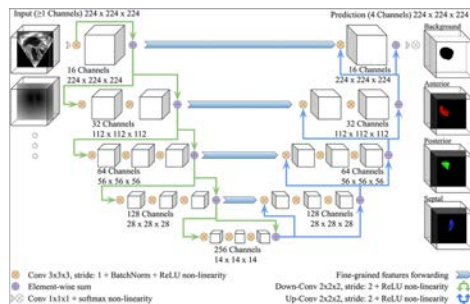 Input (≥1 Channels) 224 x 224 x 224
Prediction (4 Channels) 224 x 224 x 224
Background
16 Channels
224 x 224 x 224
16 Channels
224 x 224 x 224
Anterior
32 Channels
112 x 112 x 112
32 Channels
112 x 112 x 112
Posterior
64 Channels
56 x 56 x 56
64 Channels
56 x 56 x 56
Septal
128 Channels
28 x 28 x 28
128 Channels
28 x 28 x 28
256 Channels
14 x 14 x 14
Conv 3x3x3, stride: 1 + BatchNorm + ReLU non-linearity
Element-wise sum
Conv 1x1x1 + softmax non-linearity
Fine-grained features forwarding
Down-Conv 2x2x2, stride: 2 + ReLU non-linearity
Up-Conv 2x2x2, stride: 2 + ReLU non-linearity